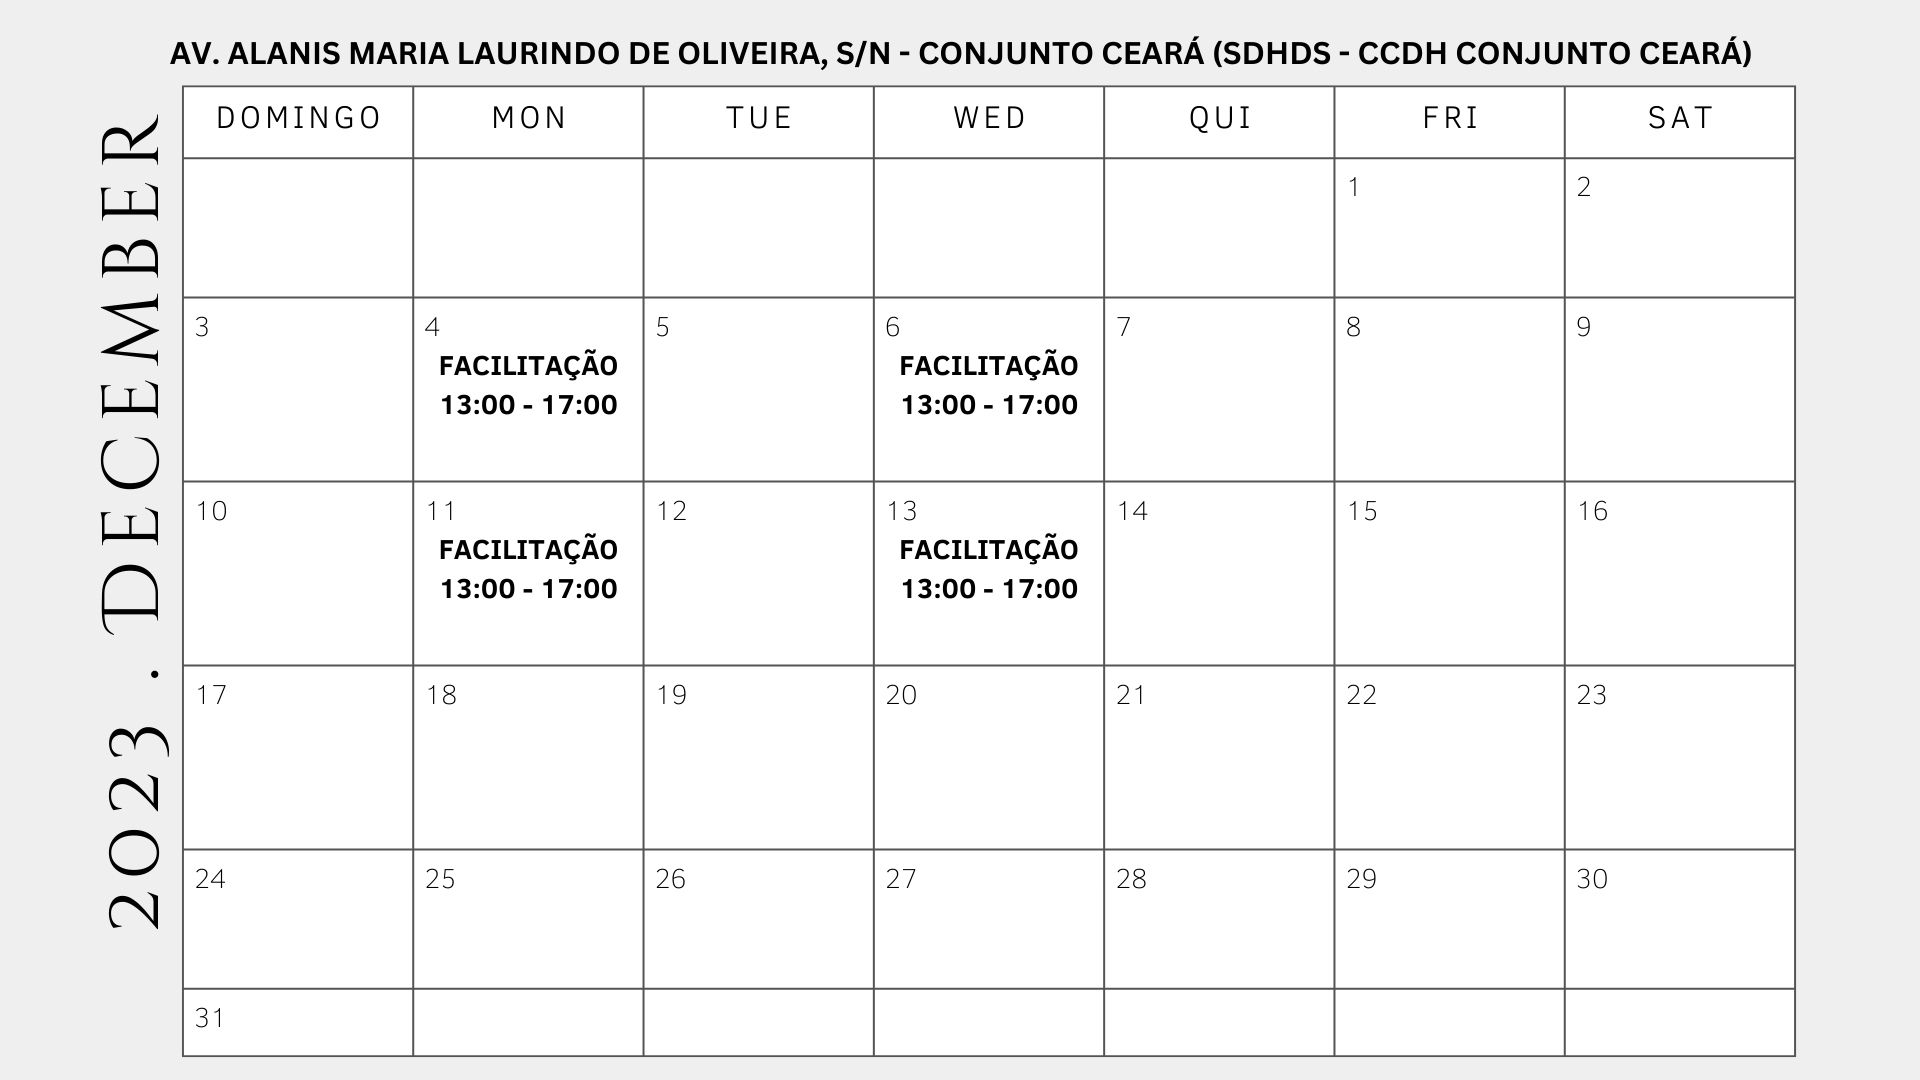 AV. ALANIS MARIA LAURINDO DE OLIVEIRA, S/N - CONJUNTO CEARÁ (SDHDS - CCDH CONJUNTO CEARÁ)
2023 . DECEMBER
DOMINGO MON TUE WED QUI FRI SAT
1 2
3 4 5 6 7 8 9
FACILITAÇÃO FACILITAÇÃO
13:00 - 17:00 13:00 - 17:00
10 11 12 13 14 15 16
FACILITAÇÃO FACILITAÇÃO
13:00 - 17:00 13:00 - 17:00
17 18 19 20 21 22 23
24 25 26 27 28 29 30
31